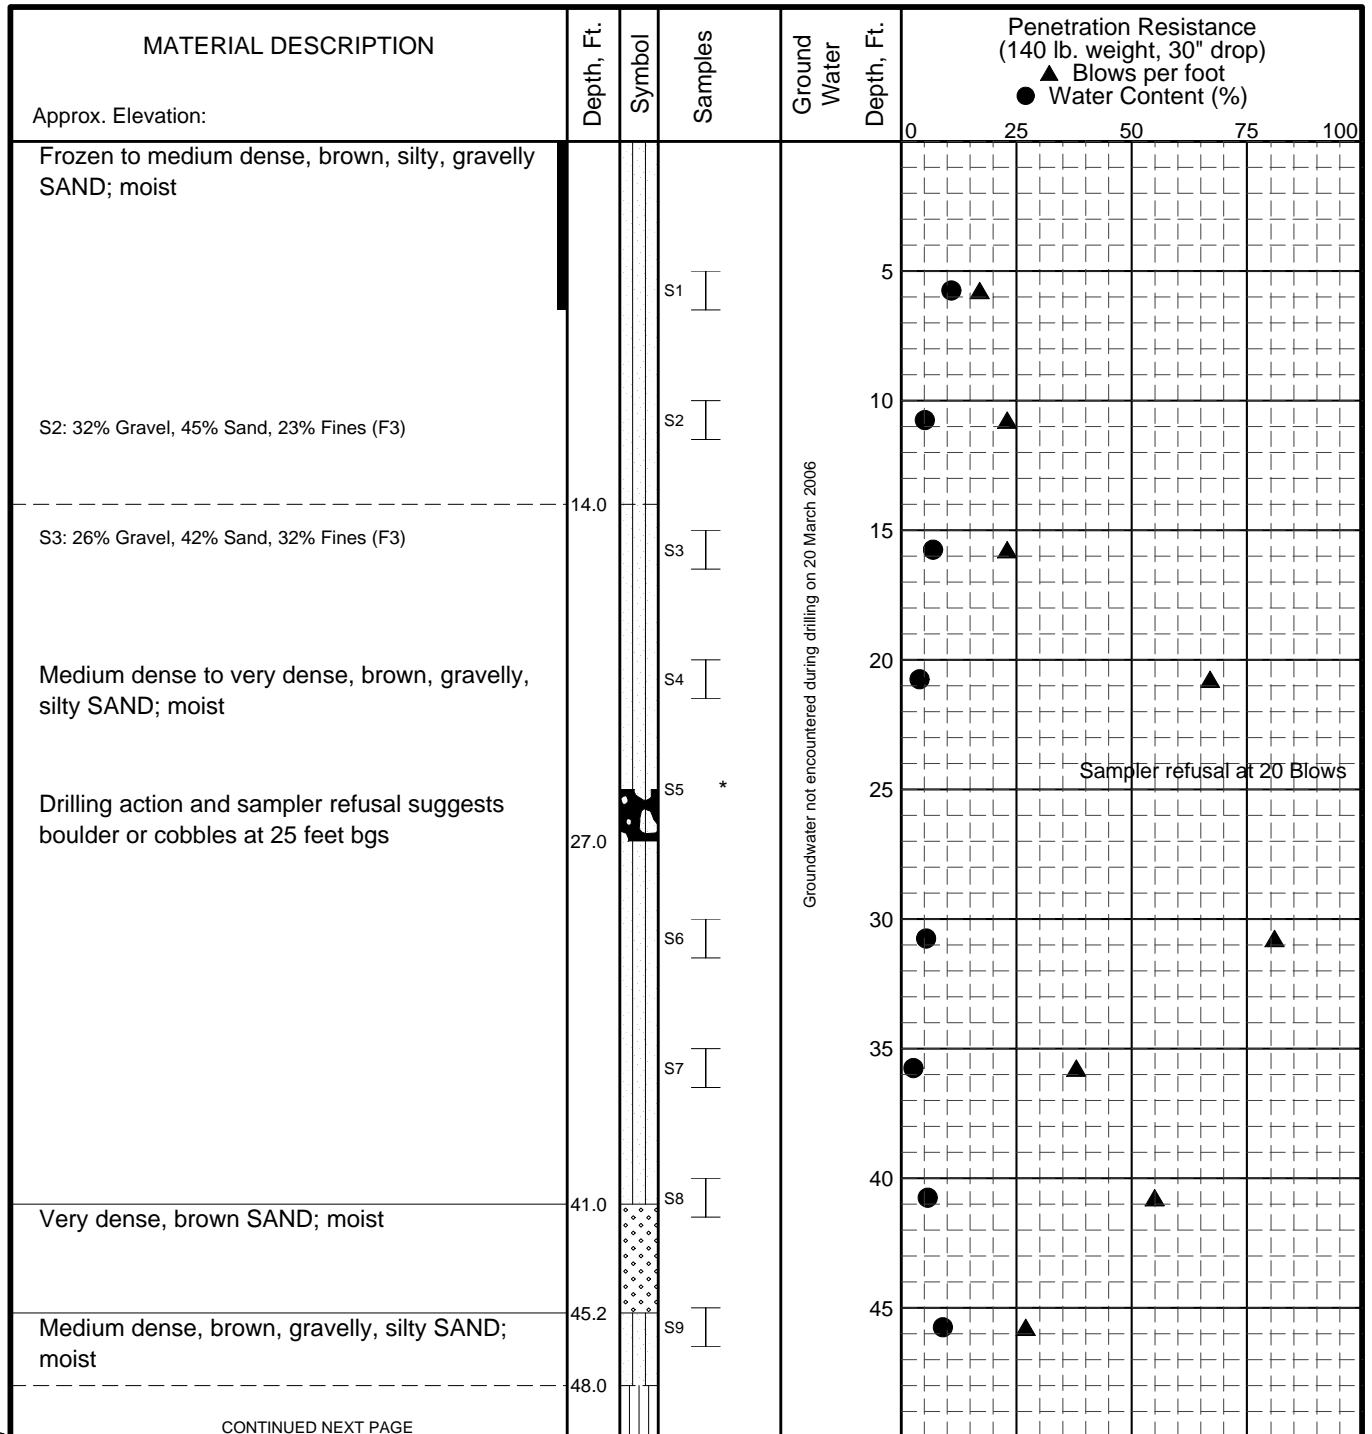 MATERIAL DESCRIPTION
Approx. Elevation:
Depth, Ft.
Symbol
Samples
Ground
Water
Depth, Ft.
Penetration Resistance
(140 lb. weight, 30" drop)
▲ Blows per foot
● Water Content (%)
0 25 50 75 100
Frozen to medium dense, brown, silty, gravelly
SAND; moist
S1
5
10
S2
S2: 32% Gravel, 45% Sand, 23% Fines (F3)
14.0
S3: 26% Gravel, 42% Sand, 32% Fines (F3)
S3
15
Groundwater not encountered during drilling on 20 March 2006
20
Medium dense to very dense, brown, gravelly,
silty SAND; moist
S4
Sampler refusal at 20 Blows
S5 *
25
Drilling action and sampler refusal suggests
boulder or cobbles at 25 feet bgs
27.0
30
S6
35
S7
40
S8
41.0
Very dense, brown SAND; moist
45
45.2
Medium dense, brown, gravelly, silty SAND;
moist
S9
48.0
CONTINUED NEXT PAGE